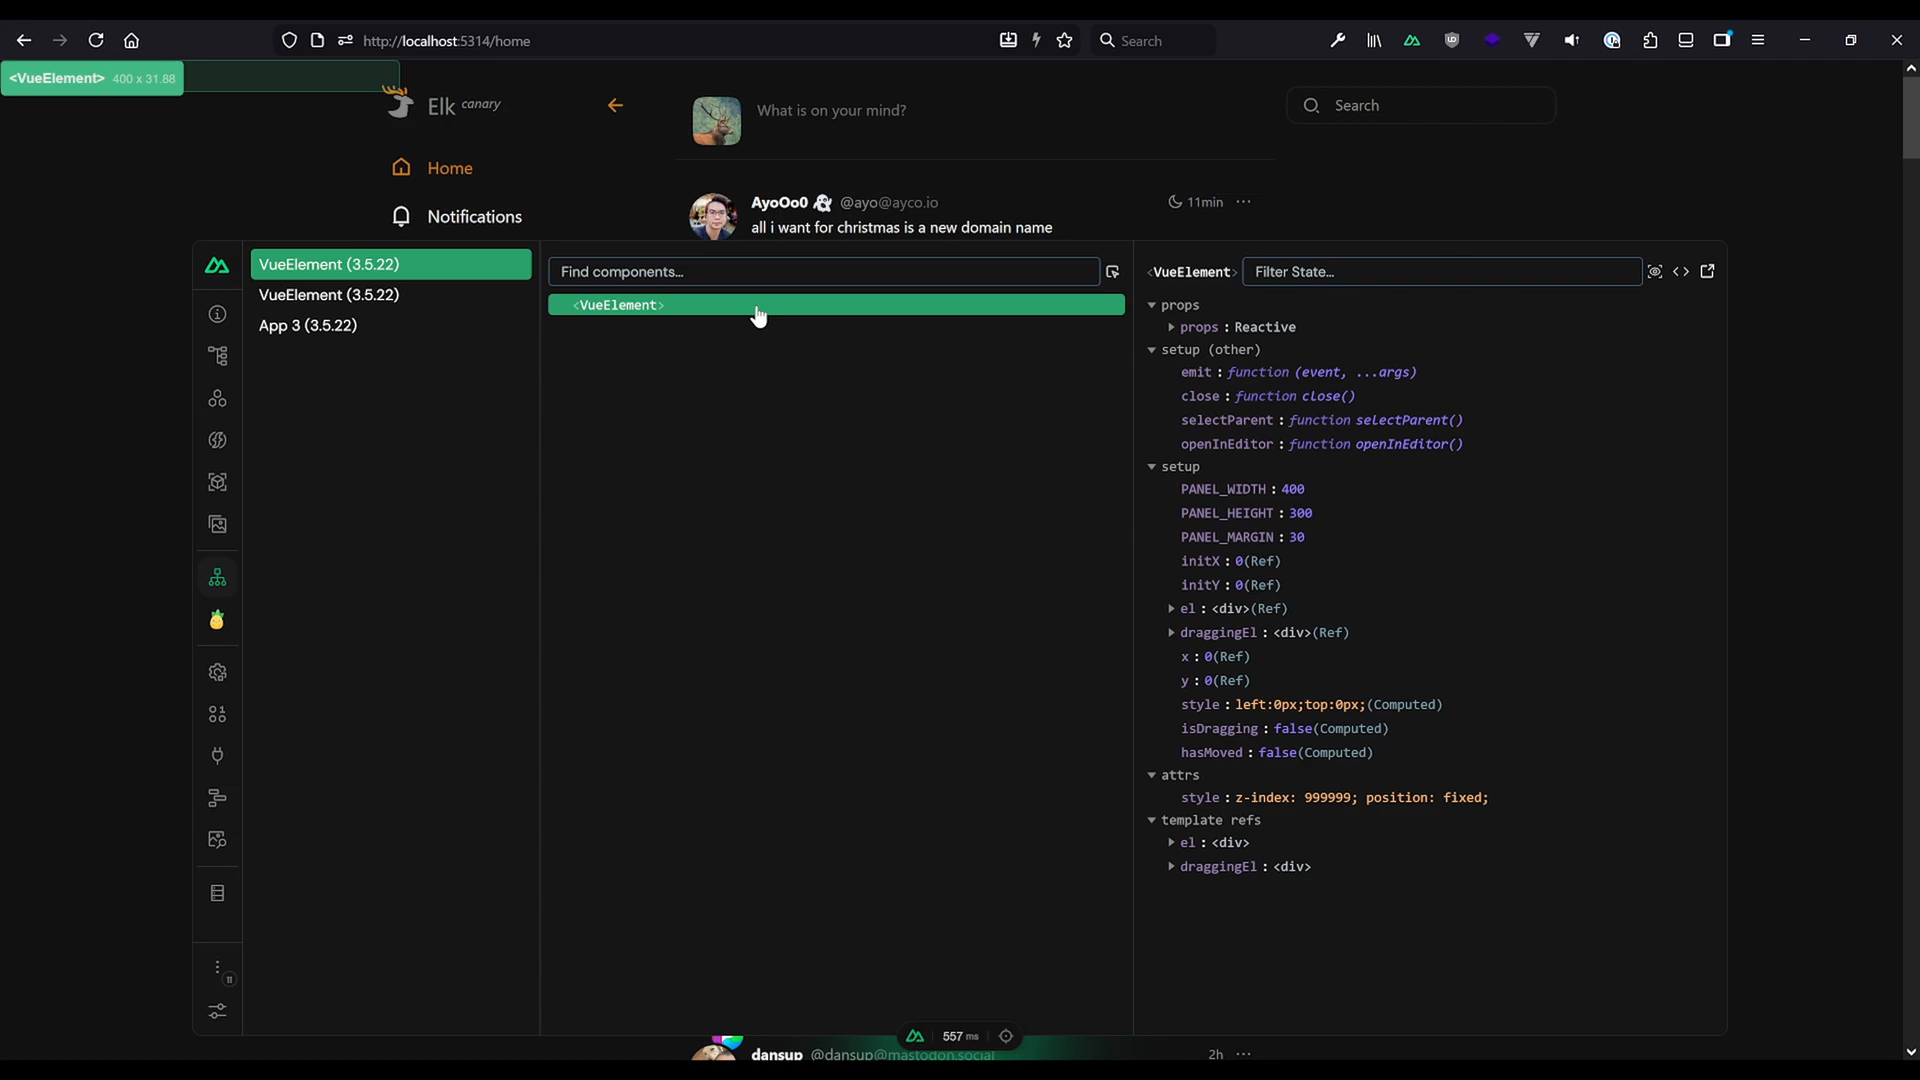 http://localhost:5314/home
Search
<VueElement> 400 x 31.88
Elk canary
What is on your mind?
Search
Home
AyoOo0 @ayo@ayco.io
11min ···
Notifications
all i want for christmas is a new domain name
VueElement (3.5.22)
VueElement (3.5.22)
App 3 (3.5.22)
Find components...
<VueElement>
<VueElement>
Filter State...
props
props : Reactive
setup (other)
emit : function (event, ...args)
close : function close()
selectParent : function selectParent()
openInEditor : function openInEditor()
setup
PANEL_WIDTH : 400
PANEL_HEIGHT : 300
PANEL_MARGIN : 30
initX : 0(Ref)
initY : 0(Ref)
el : <div>(Ref)
draggingEl : <div>(Ref)
x : 0(Ref)
y : 0(Ref)
style : left:0px;top:0px;(Computed)
isDragging : false(Computed)
hasMoved : false(Computed)
attrs
style : z-index: 999999; position: fixed;
template refs
el : <div>
draggingEl : <div>
11
557 ms
dansup @dansup@mastodon.social
2h ···